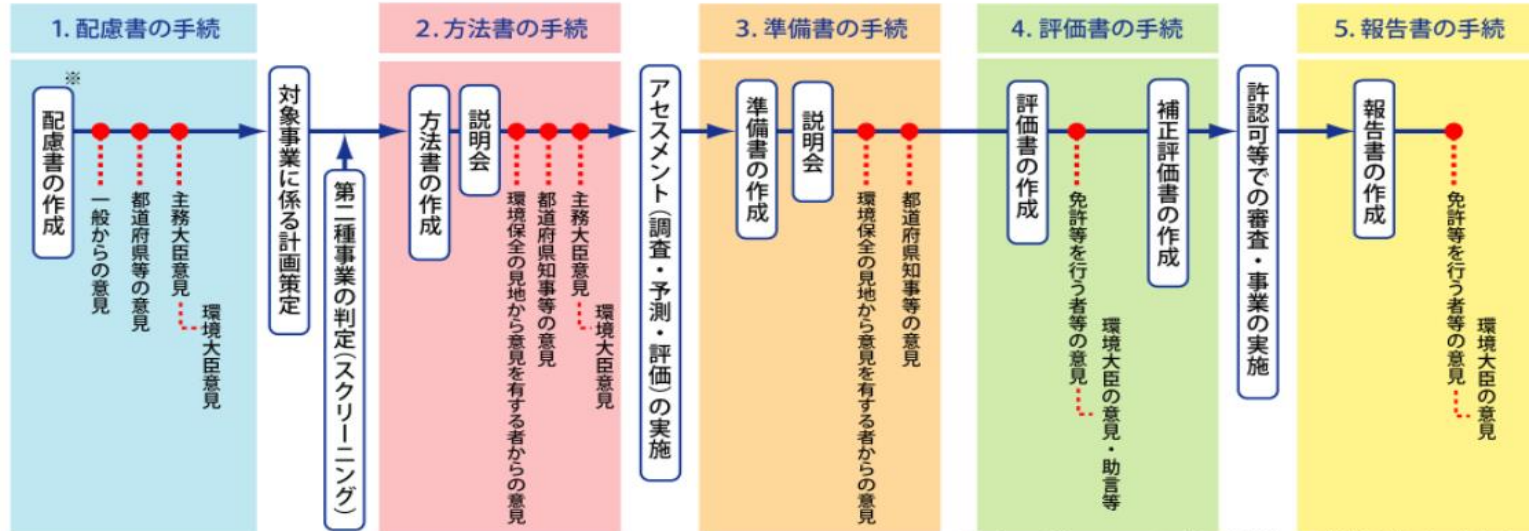 1. 配慮書の手続
※
配慮書の作成
一般からの意見
都道府県等の意見
主務大臣意見
環境大臣意見
対象事業に係る計画策定
第二種事業の判定(スクリーニング)
2. 方法書の手続
方法書の作成
説明会
環境保全の見地から意見を有する者からの意見
都道府県知事等の意見
主務大臣意見
環境大臣意見
アセスメント(調査・予測・評価)の実施
3. 準備書の手続
準備書の作成
説明会
環境保全の見地から意見を有する者からの意見
都道府県知事等の意見
4. 評価書の手続
評価書の作成
免許等を行う者等の意見
環境大臣の意見・助言等
補正評価書の作成
許認可等での審査・事業の実施
5. 報告書の手続
報告書の作成
免許等を行う者等の意見
環境大臣の意見